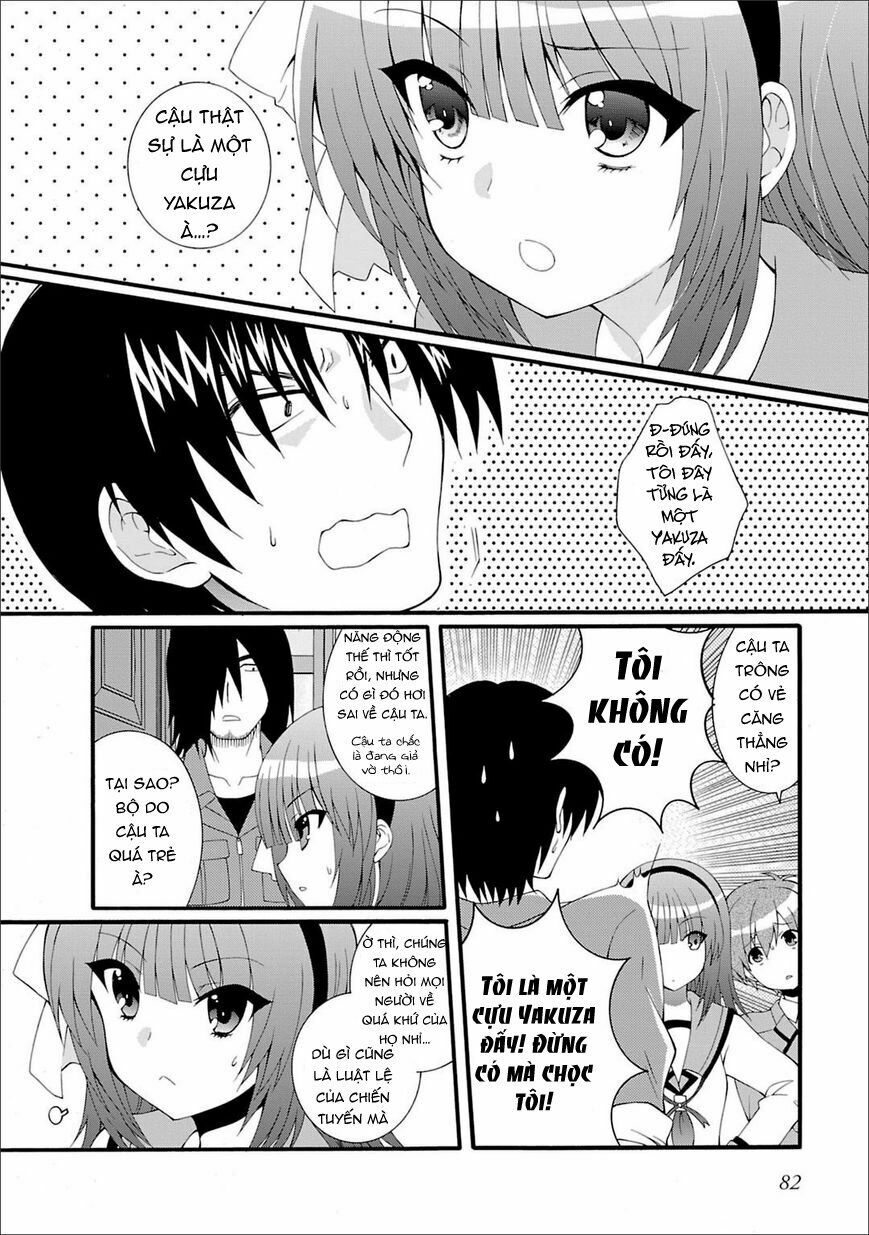 CẬU THẬT
SỰ LÀ MỘT
CỰU
YAKUZA
À...?
Đ-ĐÚNG
RỒI ĐẤY,
TÔI ĐÂY
TỪNG LÀ
MỘT
YAKUZA
ĐẤY.
CẬU TA
TRÔNG
CÓ VẺ
CĂNG
THẲNG
NHỈ?
TÔI
KHÔNG
CÓ!
TÔI LÀ MỘT
CỰU YAKUZA
ĐẤY! ĐỪNG
CÓ MÀ CHỌC
TÔI!
NĂNG ĐỘNG
THẾ THÌ TỐT
RỒI, NHƯNG
CÓ GÌ ĐÓ HƠI
SAI VỀ CẬU TA.
Cậu ta chắc
là đang giả
vờ thôi.
TẠI SAO?
BỘ DO
CẬU TA
QUÁ TRẺ
À?
Ờ THÌ, CHÚNG
TA KHÔNG
NÊN HỎI MỌI
NGƯỜI VỀ
QUÁ KHỨ CỦA
HỌ NHỈ...
DÙ GÌ CŨNG
LÀ LUẬT LỆ
CỦA CHIẾN
TUYẾN MÀ
82